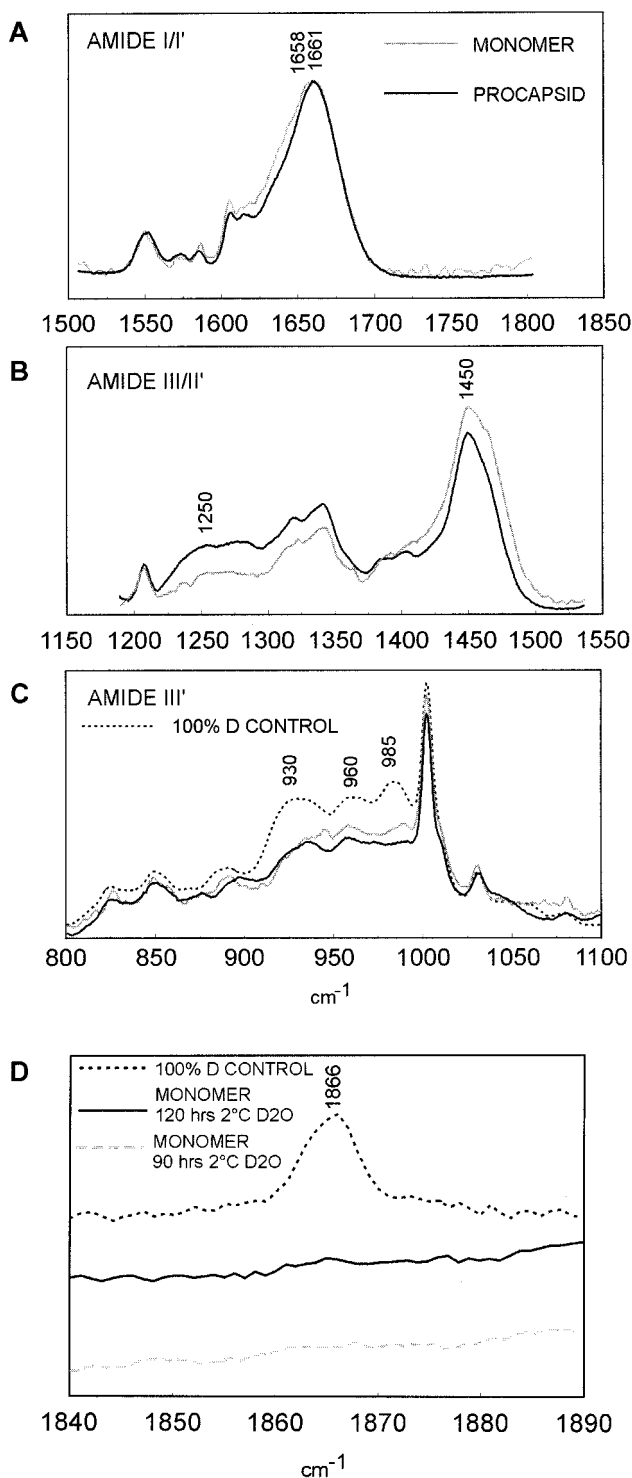 A
AMIDE I/I'
1658
1661
MONOMER
PROCAPSID
1500 1550 1600 1650 1700 1750 1800 1850
B
AMIDE III/II'
1250
1450
1150 1200 1250 1300 1350 1400 1450 1500 1550
C
AMIDE III'
100% D CONTROL
930
960
985
800 850 900 950 1000 1050 1100
cm-1
D
100% D CONTROL
MONOMER
120 hrs 2°C D2O
MONOMER
90 hrs 2°C D2O
1866
1840 1850 1860 1870 1880 1890
cm-1